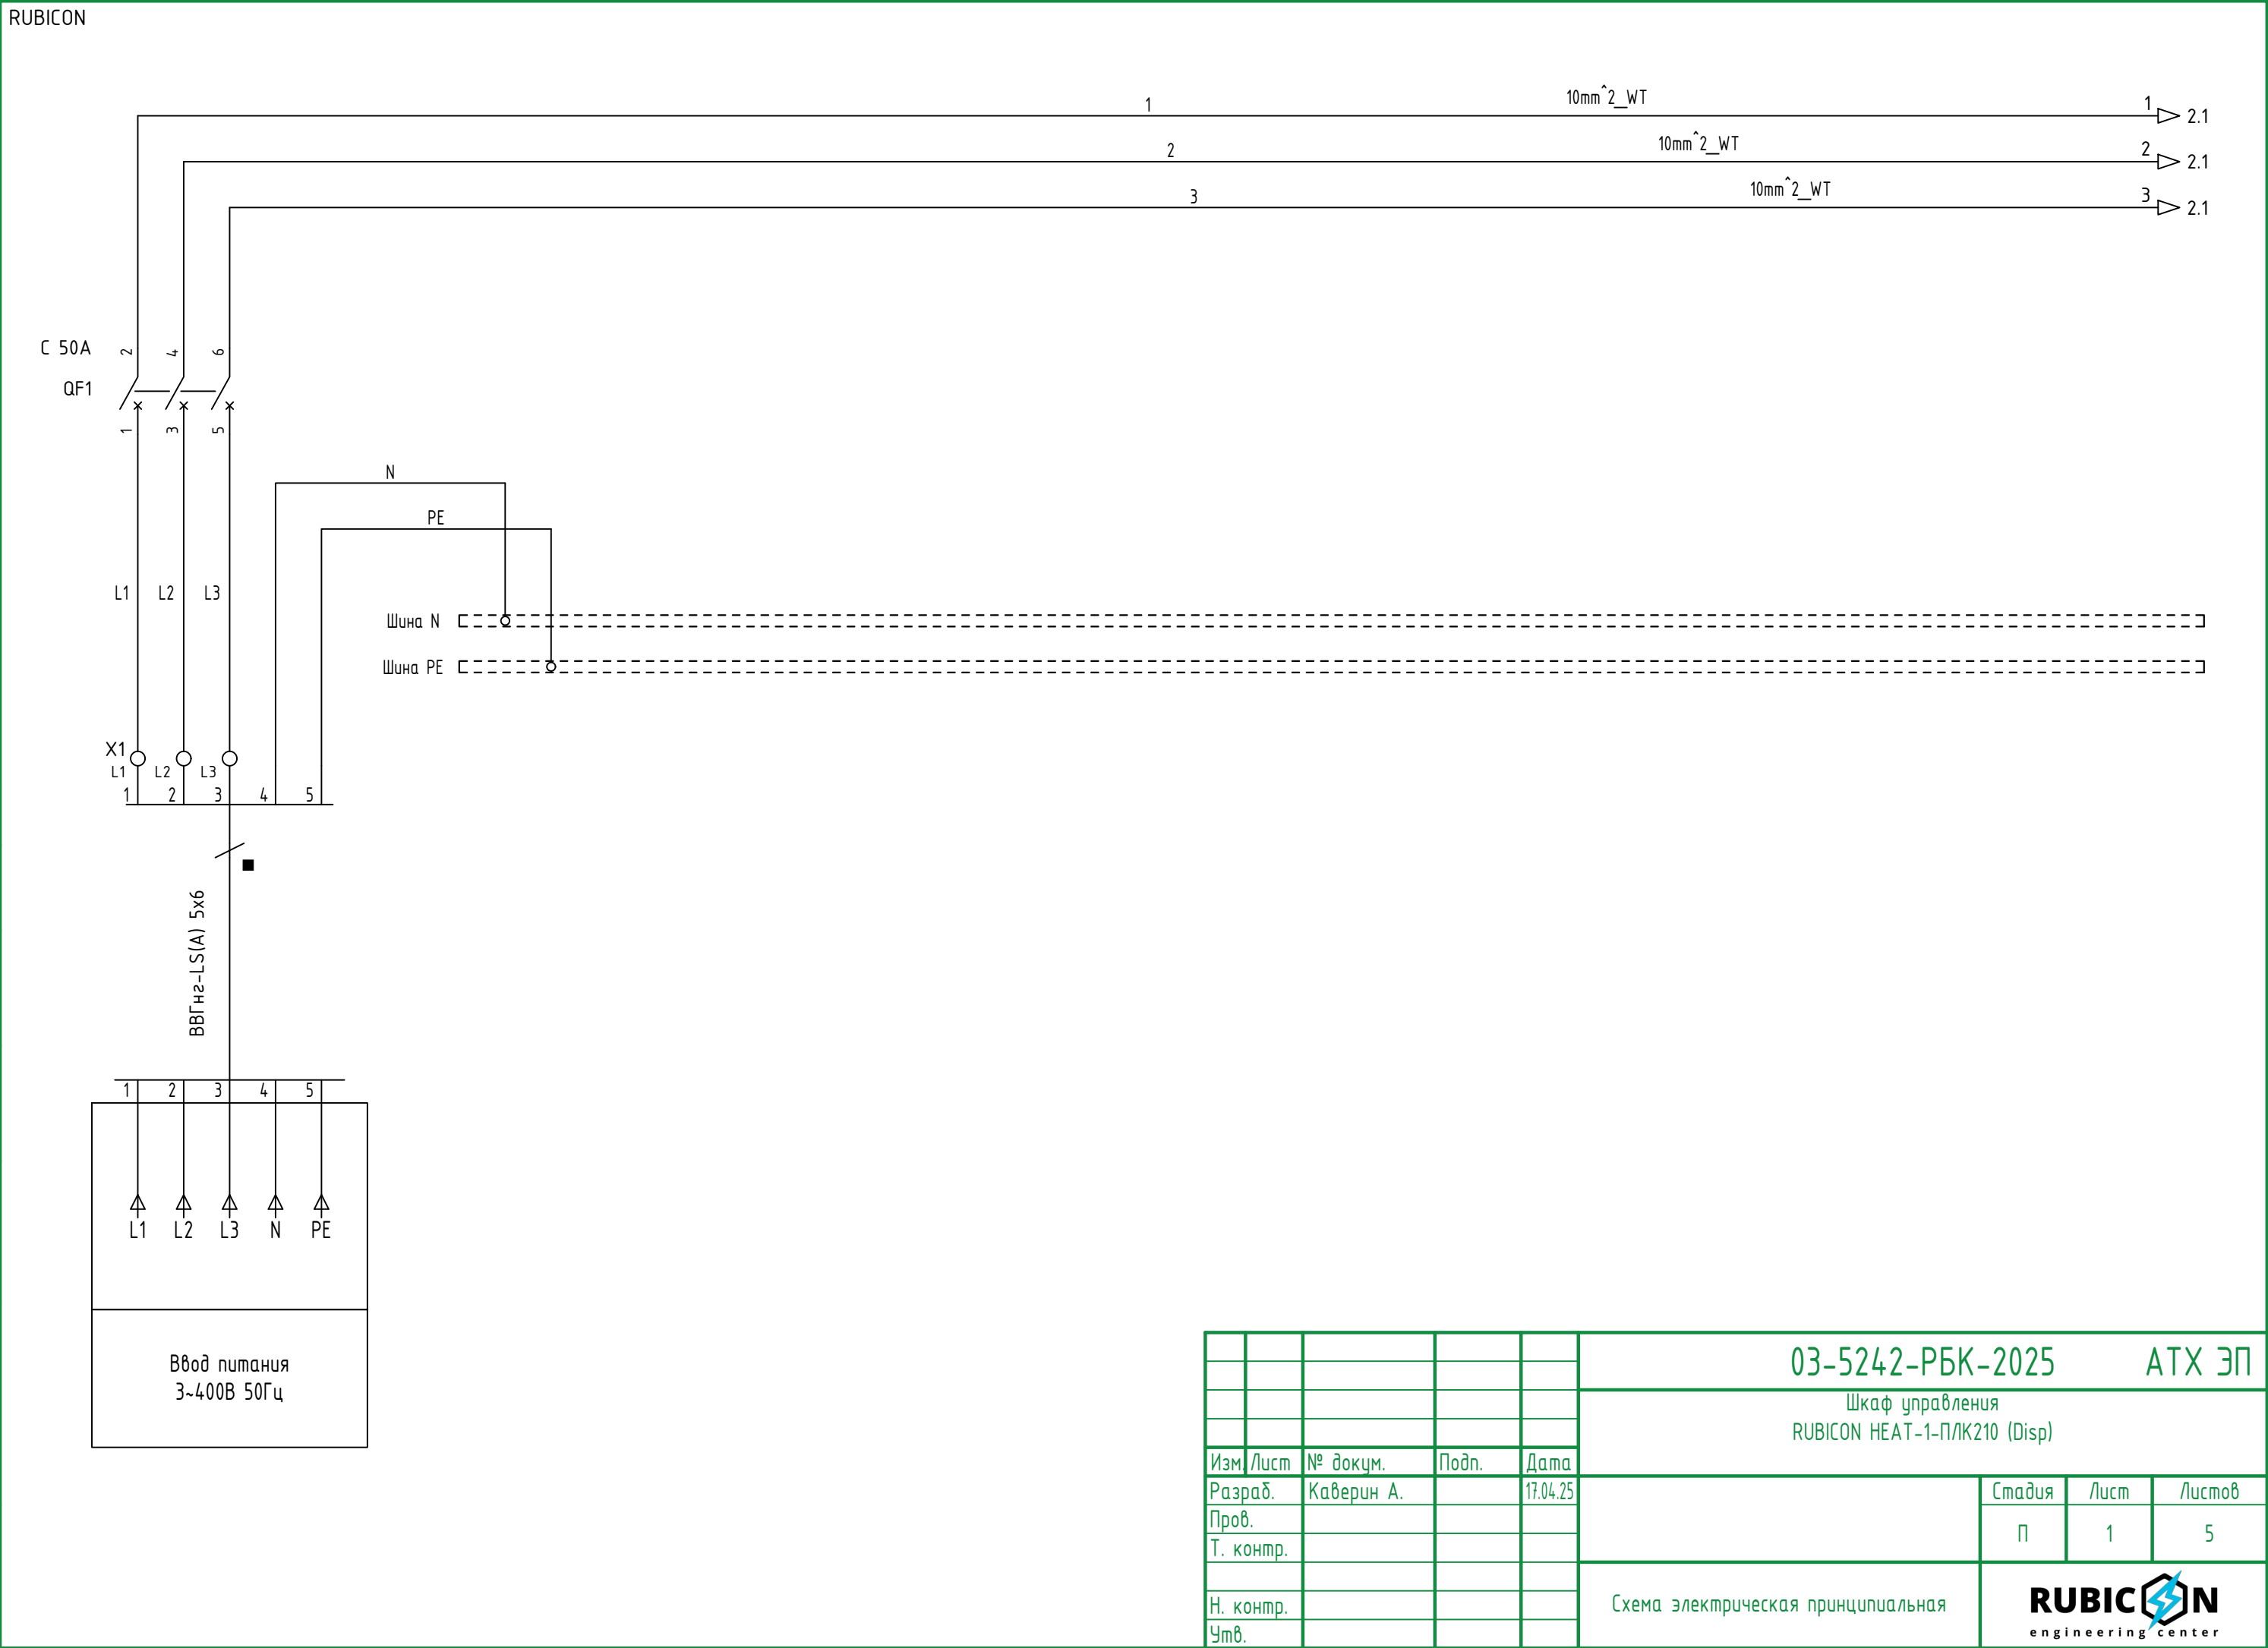 RUBICON
1
10mm^2_WT
1
2.1
2
10mm^2_WT
2
2.1
3
10mm^2_WT
3
2.1
C 50A
2
4
6
QF1
1
3
5
N
PE
L1
L2
L3
Шина N
Шина PE
X1
L1
L2
L3
1
2
3
4
5
ВВГнг-LS(А) 5x6
1
2
3
4
5
L1
L2
L3
N
PE
Ввод питания
3~400В 50Гц
03-5242-РБК-2025
АТХ ЭП
Шкаф управления
RUBICON HEAT-1-ПЛК210 (Disp)
Изм.
Лист
№ докум.
Подп.
Дата
Разраб.
Каверин А.
17.04.25
Стадия
Лист
Листов
Пров.
П
1
5
Т. контр.
Схема электрическая принципиальная
Н. контр.
Утв.
RUBICON
engineering center